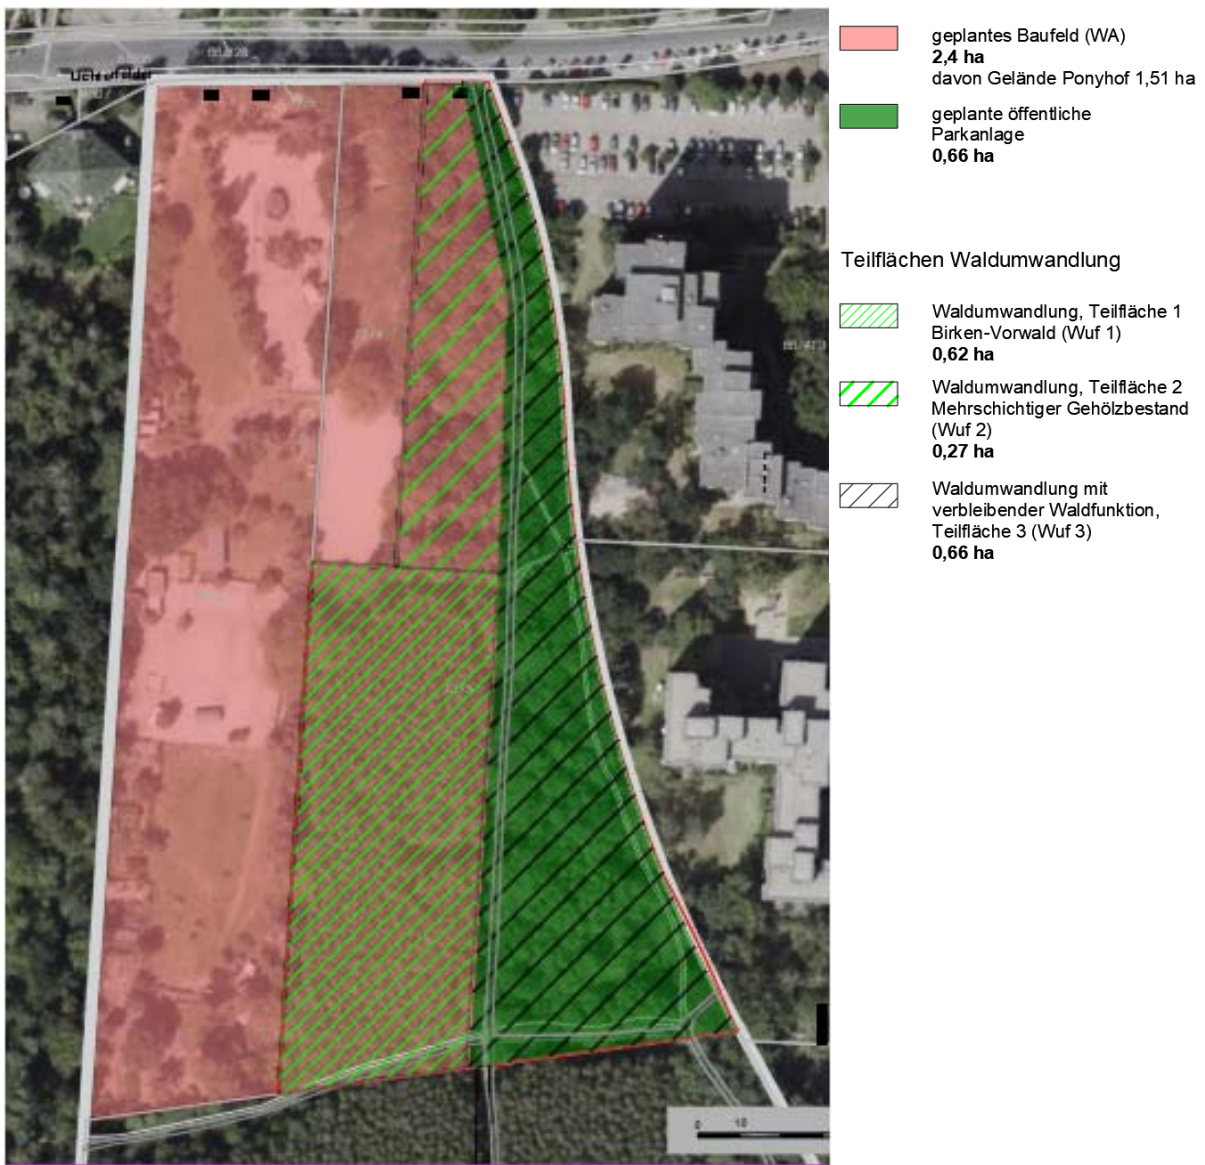 geplantes Baufeld (WA)
2,4 ha
davon Gelände Ponyhof 1,51 ha
geplante öffentliche
Parkanlage
0,66 ha
Teilflächen Waldumwandlung
Waldumwandlung, Teilfläche 1
Birken-Vorwald (Wuf 1)
0,62 ha
Waldumwandlung, Teilfläche 2
Mehrschichtiger Gehölzbestand
(Wuf 2)
0,27 ha
Waldumwandlung mit
verbleibender Waldfunktion,
Teilfläche 3 (Wuf 3)
0,66 ha
0 10